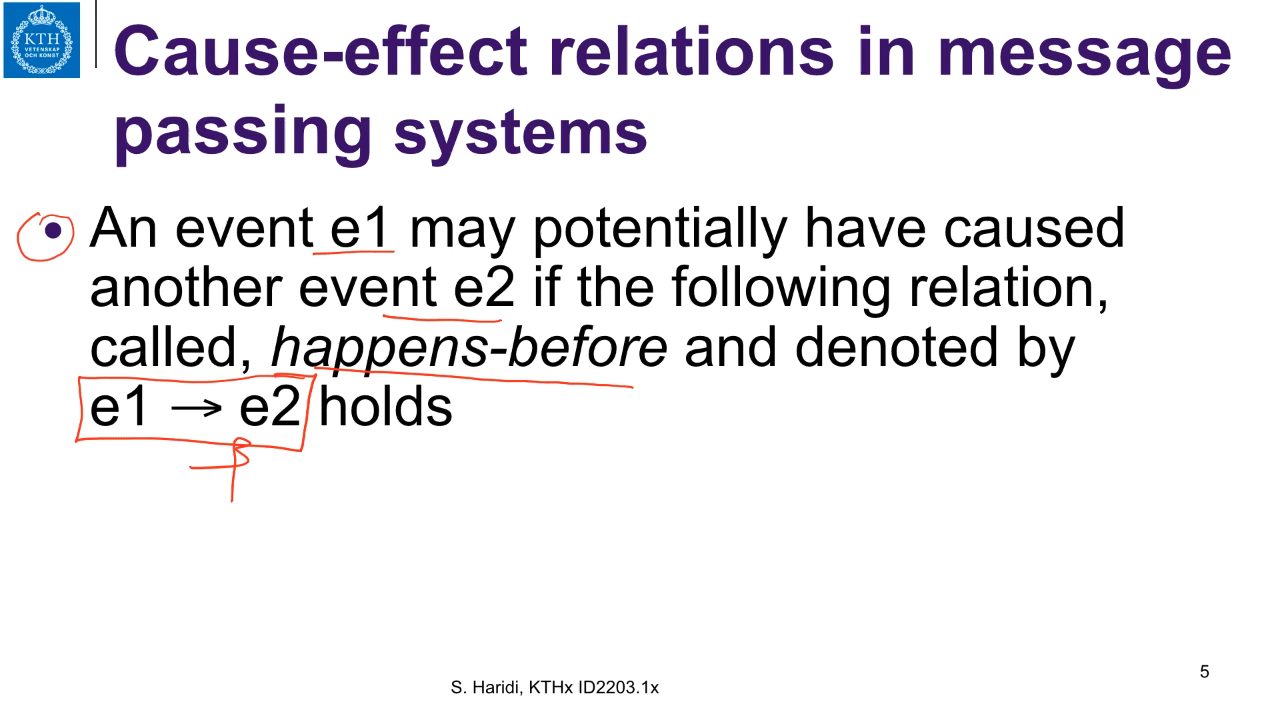 KTH
VETENSKAP
OCH KONST
Cause-effect relations in message
passing systems
• An event e1 may potentially have caused
another event e2 if the following relation,
called, happens-before and denoted by
e1 → e2 holds
→ p
S. Haridi, KTHx ID2203.1x
5